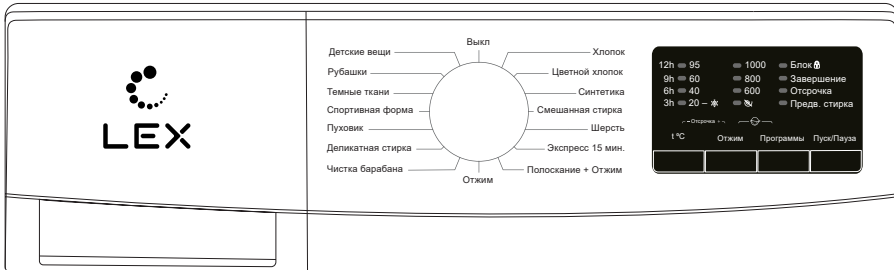 LEX
Выкл
Детские вещи
Рубашки
Темные ткани
Спортивная форма
Пуховик
Деликатная стирка
Чистка барабана
Отжим
Хлопок
Цветной хлопок
Синтетика
Смешанная стирка
Шерсть
Экспресс 15 мин.
Полоскание + Отжим
12h 95 1000 Блок
9h 60 800 Завершение
6h 40 600 Отсрочка
3h 20 – Предв. стирка
– Отсрочка +
t ºC Отжим Программы Пуск/Пауза